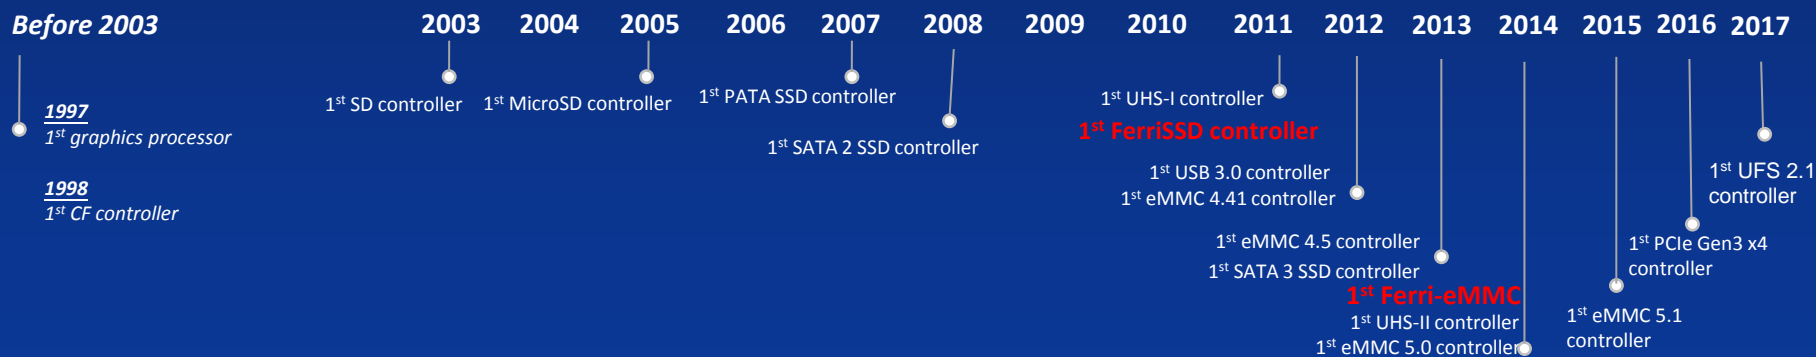 Before 2003 2003 2004 2005 2006 2007 2008 2009 2010 2011 2012 2013 2014 2015 2016 2017
1997
1st graphics processor
1998
1st CF controller
1st SD controller
1st MicroSD controller
1st PATA SSD controller
1st SATA 2 SSD controller
1st UHS-I controller
1st FerriSSD controller
1st USB 3.0 controller
1st eMMC 4.41 controller
1st eMMC 4.5 controller
1st SATA 3 SSD controller
1st Ferri-eMMC
1st UHS-II controller
1st eMMC 5.0 controller
1st eMMC 5.1
controller
1st PCIe Gen3 x4
controller
1st UFS 2.1
controller